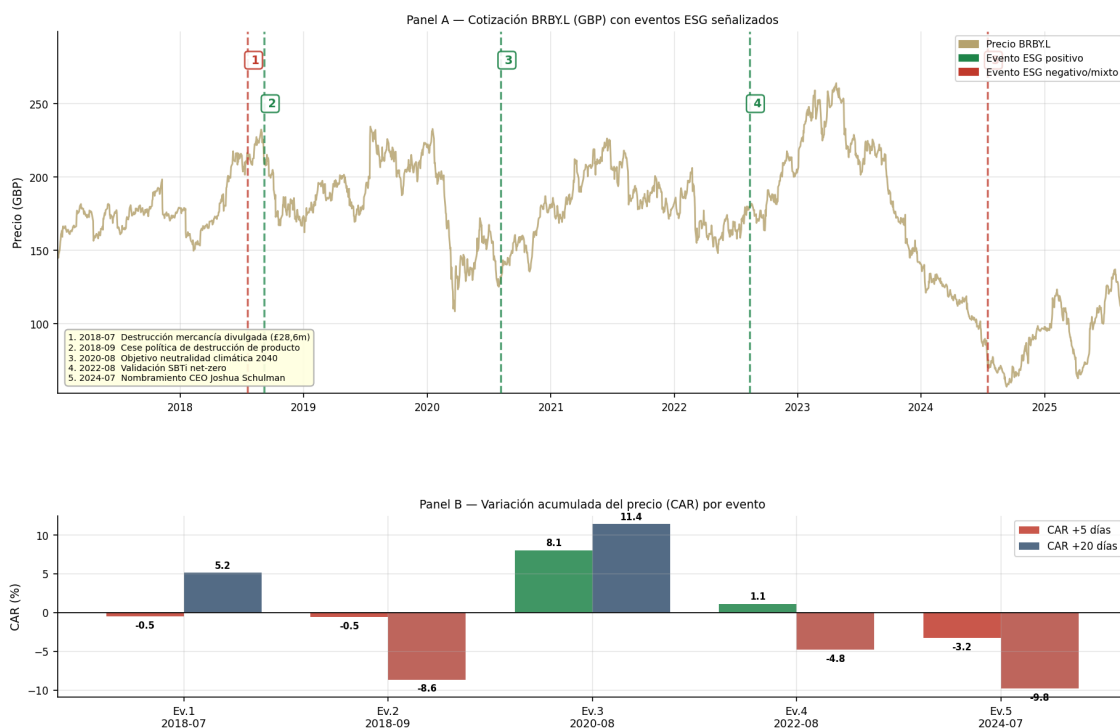 Panel A — Cotización BRBY.L (GBP) con eventos ESG señalizados
Precio (GBP)
250
200
150
100
1
2
3
4
5
Precio BRBY.L
Evento ESG positivo
Evento ESG negativo/mixto
1. 2018-07 Destrucción mercancía divulgada (£28,6m)
2. 2018-09 Cese política de destrucción de producto
3. 2020-08 Objetivo neutralidad climática 2040
4. 2022-08 Validación SBTi net-zero
5. 2024-07 Nombramiento CEO Joshua Schulman
2018 2019 2020 2021 2022 2023 2024 2025
Panel B — Variación acumulada del precio (CAR) por evento
CAR (%)
10
5
0
−5
−10
-0.5
5.2
-0.5
-8.6
8.1
11.4
1.1
-4.8
-3.2
-9.8
CAR +5 días
CAR +20 días
Ev.1
2018-07
Ev.2
2018-09
Ev.3
2020-08
Ev.4
2022-08
Ev.5
2024-07